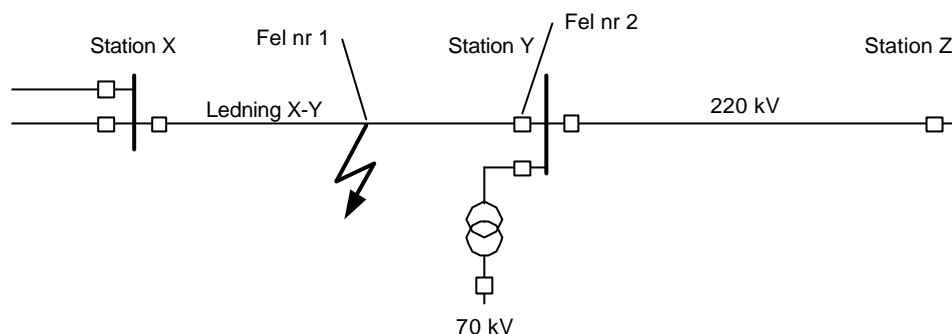 Station X
Fel nr 1
Station Y
Fel nr 2
Station Z
Ledning X-Y
220 kV
70 kV